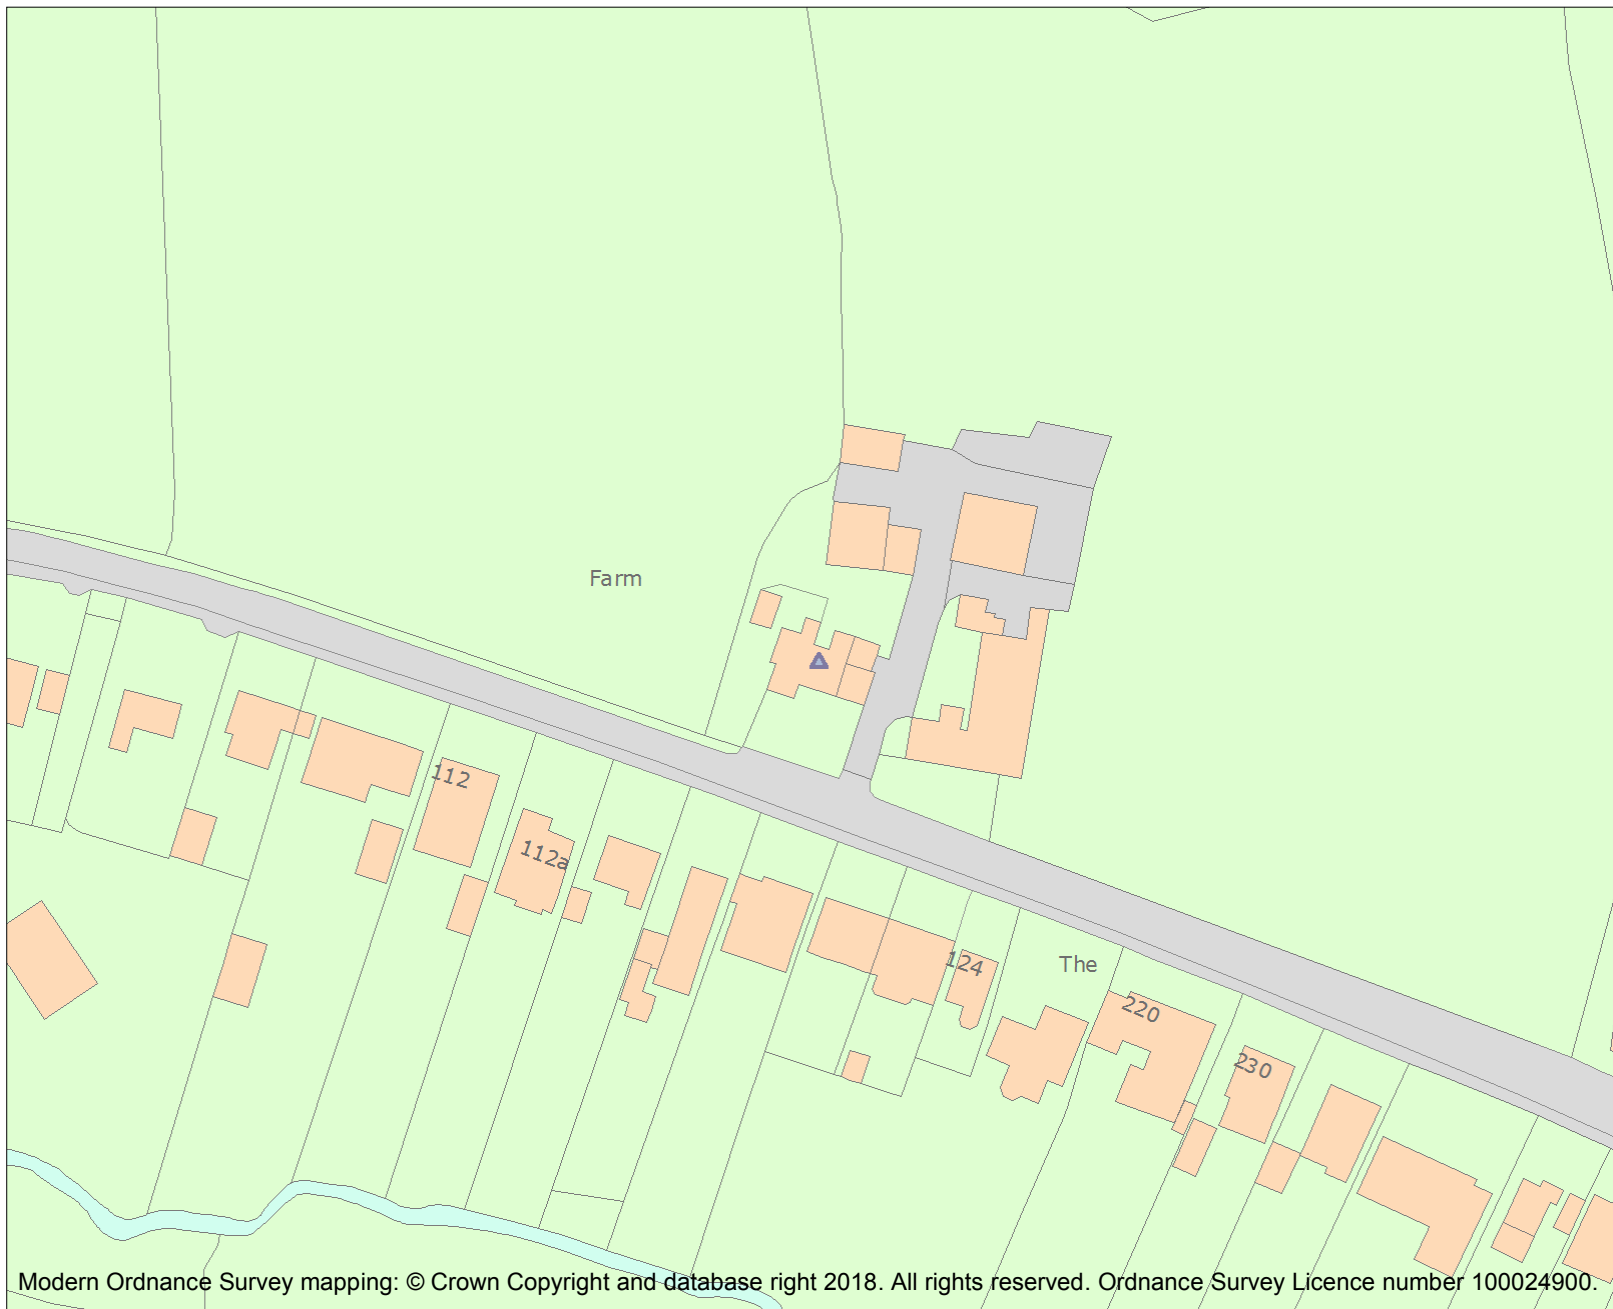 Farm
112
112a
124
The
220
230
Modern Ordnance Survey mapping: © Crown Copyright and database right 2018. All rights reserved. Ordnance Survey Licence number 100024900.